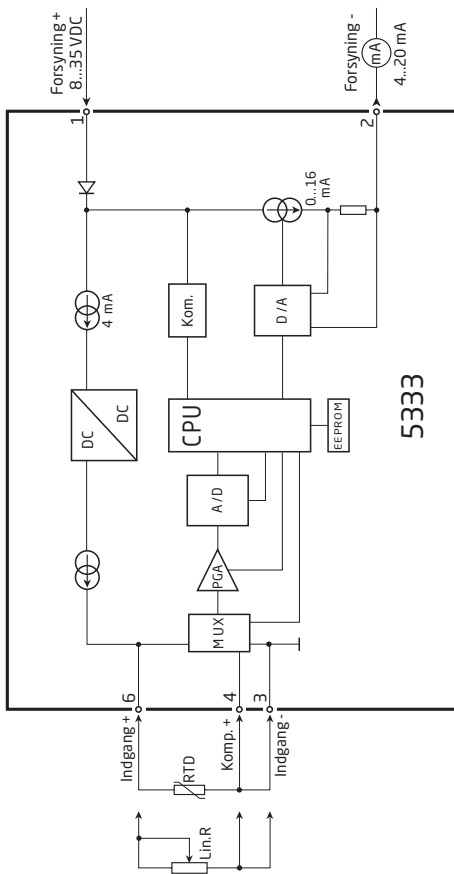 Forsyning +
8...35 VDC
1
Forsyning -
mA
4...20 mA
2
4 mA
DC
DC
Kom.
0...16
mA
D/A
CPU
EEPROM
A/D
PGA
MUX
5333
Indgang +
6
RTD
Komp. +
4
Indgang -
3
Lin.R